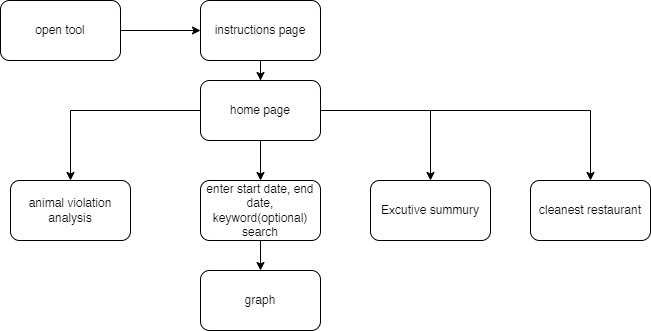 open tool
instructions page
home page
animal violation
analysis
enter start date, end
date,
keyword(optional)
search
Excutive summury
cleanest restaurant
graph